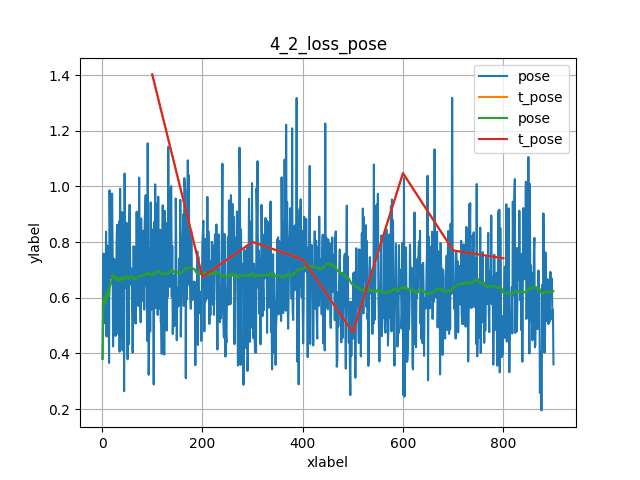 4_2_loss_pose
pose
t_pose
pose
t_pose
1.4
1.2
1.0
0.8
0.6
0.4
0.2
ylabel
0 200 400 600 800
xlabel